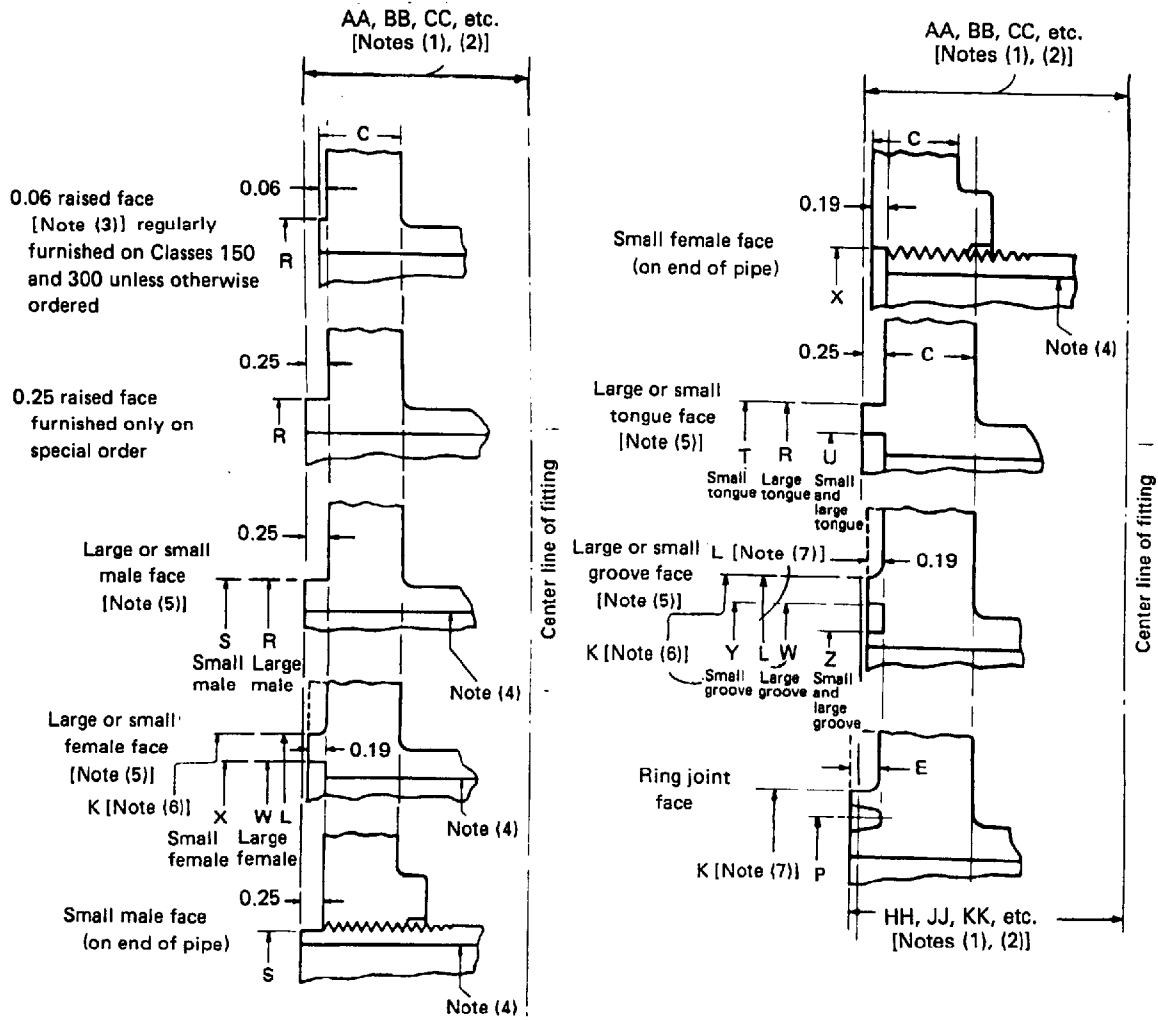 AA, BB, CC, etc.
[Notes (1), (2)]
C
0.06
0.06 raised face
[Note (3)] regularly
furnished on Classes 150
and 300 unless otherwise
ordered
R
0.25
0.25 raised face
furnished only on
special order
R
0.25
Large or small
male face
[Note (5)]
S R
Small Large
male male
Note (4)
Large or small
female face
[Note (5)]
0.19
K [Note (6)]
X W L
Small Large
female female
Note (4)
0.25
Small male face
(on end of pipe)
S
Note (4)
Center line of fitting
AA, BB, CC, etc.
[Notes (1), (2)]
C
0.19
Small female face
(on end of pipe)
X
Note (4)
0.25
C
Large or small
tongue face
[Note (5)]
T R U
Small Large Small
tongue tongue and
large
tongue
Large or small
groove face
[Note (5)]
L [Note (7)]
0.19
K [Note (6)]
Y L W Z
Small Large Small
groove groove and
large
groove
Ring joint
face
E
K [Note (7)]
P
HH, JJ, KK, etc.
[Notes (1), (2)]
Center line of fitting